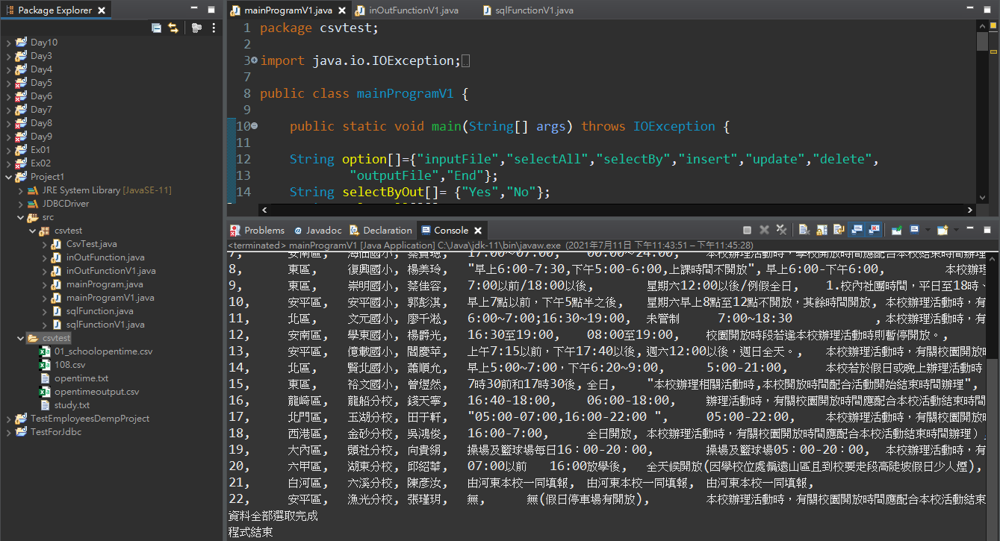 Package Explorer
Day10
Day3
Day4
Day5
Day6
Day7
Day8
Day9
Ex01
Ex02
Project1
JRE System Library [JavaSE-11]
JDBCDriver
src
csvtest
CsvTest.java
inOutFunction.java
inOutFunctionV1.java
mainProgram.java
mainProgramV1.java
sqlFunction.java
sqlFunctionV1.java
csvtest
01_schoolopentime.csv
108.csv
opentime.txt
opentimeoutput.csv
study.txt
TestEmployeesDempProject
TestForJdbc
mainProgramV1.java inOutFunctionV1.java sqlFunctionV1.java
1 package csvtest;
2
3 import java.io.IOException;
7
8 public class mainProgramV1 {
9
10 public static void main(String[] args) throws IOException {
11
12 String option[]={"inputFile","selectAll","selectBy","insert","update","delete",
13 "outputFile","End"};
14 String selectByOut[]= {"Yes","No"};
Problems Javadoc Declaration Console
<terminated> mainProgramV1 [Java Application] C:\Java\jdk-11\bin\javaw.exe (2021年7月11日 下午11:43:51 – 下午11:45:28)
8, 東區, 復興國小, 楊美玲, "早上6:00-7:30,下午5:00-6:00,上課時間不開放", 早上6:00-下午6:00, 本校辦理
9, 東區, 崇明國小, 蔡佳容, 7:00以前/18:00以後, 星期六12:00以後/例假全日, 1.校內社團時間，平日至18時、
10, 安平區, 安平國小, 郭彭淇, 早上7點以前，下午5點半之後, 星期六早上8點至12點不開放，其餘時間開放, 本校辦理活動時，有
11, 北區, 文元國小, 廖千淞, 6:00~7:00;16:30~19:00, 未管制 7:00~18:30 , 本校辦理活動時，有
12, 安南區, 學東國小, 楊爵光, 16:30至19:00, 08:00至19:00, 校園開放時段若逢本校辦理活動時則暫停開放。,
13, 安平區, 億載國小, 閻慶苹, 上午7:15以前，下午17:40以後, 週六12:00以後，週日全天。, 本校辦理活動時，有關校園開放時
14, 北區, 賢北國小, 蕭順允, 早上5:00~7:00，下午6:20~9:00, 5:00-21:00, 本校若於假日或晚上辦理活動時
15, 東區, 裕文國小, 曾煜然, 7時30前和17時30後, 全日, "本校辦理相關活動時,本校開放時間配合活動開始結束時間辦理",
16, 龍崎區, 龍船分校, 錢天寧, 16:40-18:00, 06:00-18:00, 辦理活動時，有關校園開放時間應配合本校活動結束時間
17, 北門區, 玉湖分校, 田于軒, "05:00-07:00,16:00-22:00 ", 05:00-22:00, 本校辦理活動時，有關校園開放時
18, 西港區, 金砂分校, 吳鴻俊, 16:00-7:00, 全日開放, 本校辦理活動時，有關校園開放時間應配合本校活動結束時間辦理),
19, 大內區, 頭社分校, 向貴絹, 操場及籃球場每日16：00-20：00, 操場及籃球場05：00-20：00, 本校辦理活動時，有
20, 六甲區, 湖東分校, 邱紹華, 07:00以前 16:00放學後, 全天候開放(因學校位處偏遠山區且到校要走段高陡坡假日少人煙),
21, 白河區, 六溪分校, 陳彥汝, 由河東本校一同填報, 由河東本校一同填報, 由河東本校一同填報,
22, 安平區, 漁光分校, 張瑾玥, 無, 無(假日停車場有開放), 本校辦理活動時，有關校園開放時間應配合本校活動結束
資料全部選取完成
程式結束